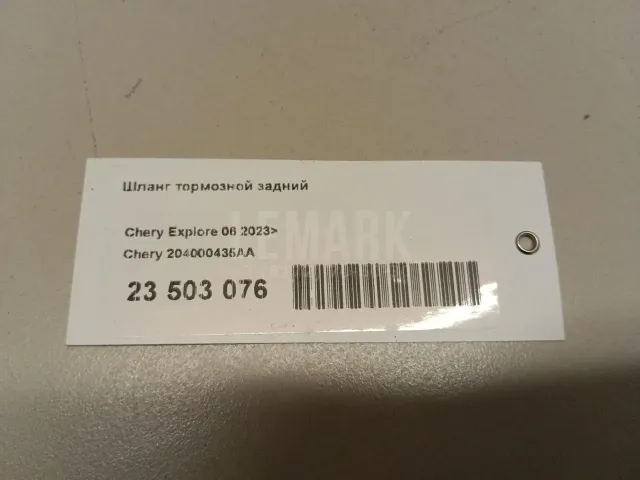 Шланг тормозной задний
LEMARK
Chery Explore 06 2023>
Chery 204000435AA
23 503 076